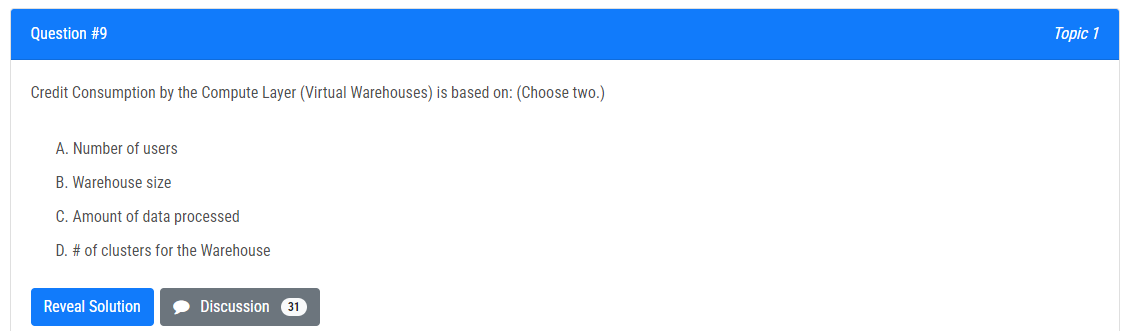 Question #9
Topic 1
Credit Consumption by the Compute Layer (Virtual Warehouses) is based on: (Choose two.)
A. Number of users
B. Warehouse size
C. Amount of data processed
D. # of clusters for the Warehouse
Reveal Solution
Discussion 31